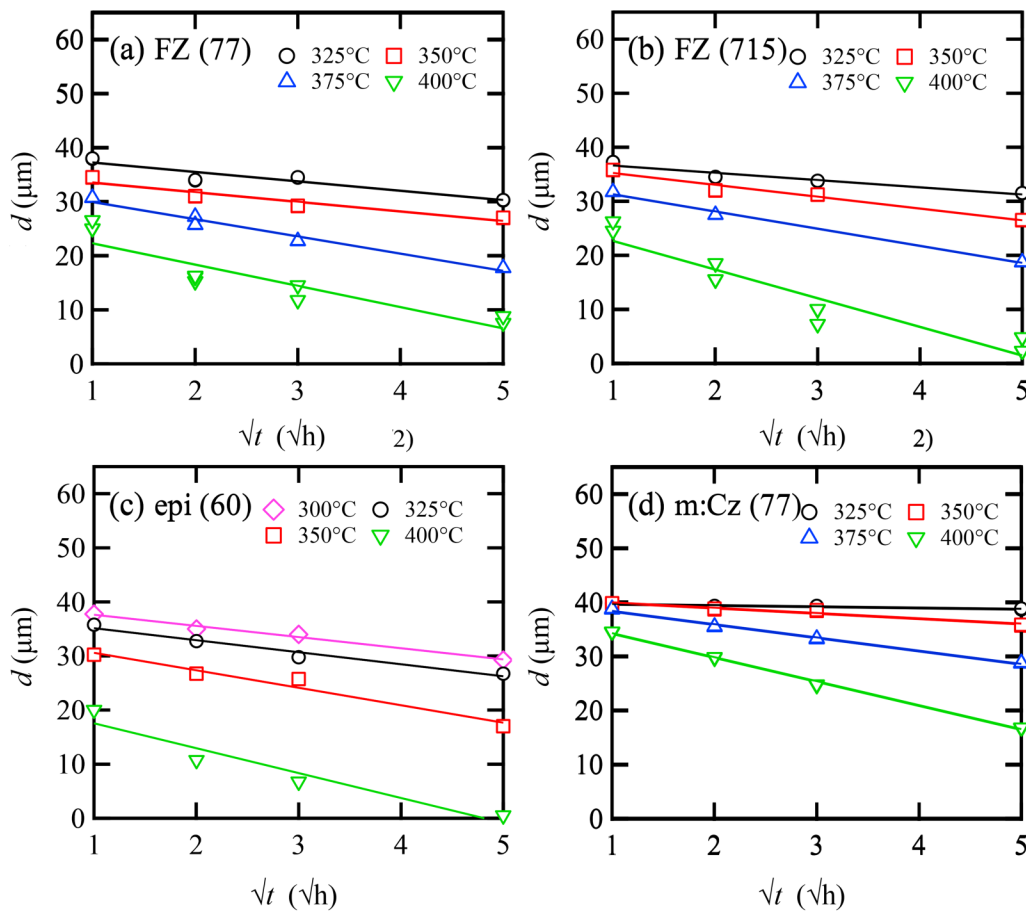 60
(a) FZ (77)
325°C
350°C
375°C
400°C
50
40
30
20
10
0
d (µm)
1
2
3
4
5
√t (√h)
2)
60
(b) FZ (715)
325°C
350°C
375°C
400°C
50
40
30
20
10
0
d (µm)
1
2
3
4
5
√t (√h)
2)
60
(c) epi (60)
300°C
325°C
350°C
400°C
50
40
30
20
10
0
d (µm)
1
2
3
4
5
√t (√h)
60
(d) m:Cz (77)
325°C
350°C
375°C
400°C
50
40
30
20
10
0
d (µm)
1
2
3
4
5
√t (√h)